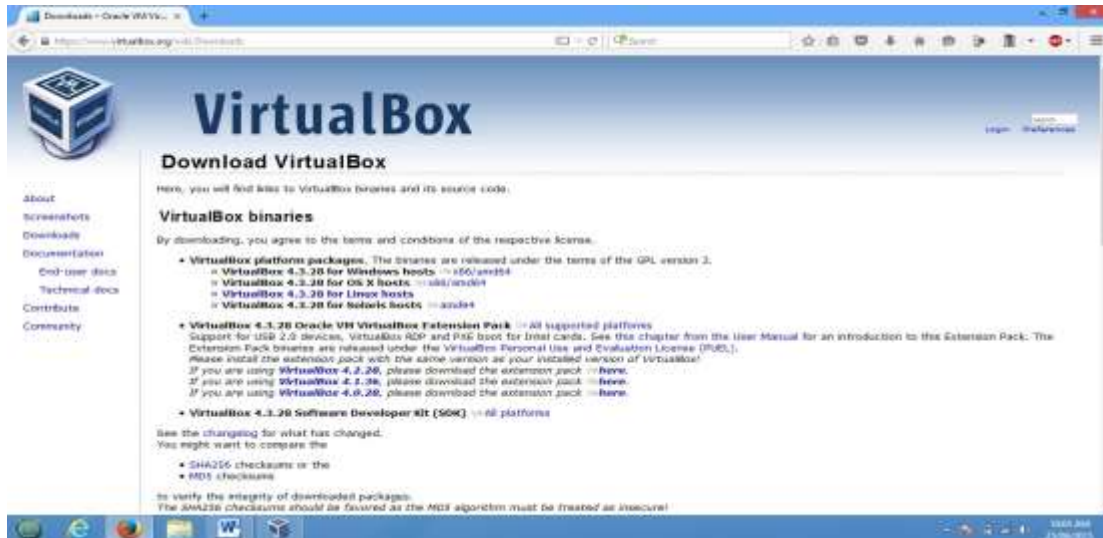 Downloads – Oracle VM Vir...
https://www.virtualbox.org/wiki/Downloads
Search
VirtualBox
search
Login Preferences
Download VirtualBox
Here, you will find links to VirtualBox binaries and its source code.
About
Screenshots
Downloads
Documentation
End-user docs
Technical docs
Contribute
Community
VirtualBox binaries
By downloading, you agree to the terms and conditions of the respective license.
VirtualBox platform packages. The binaries are released under the terms of the GPL version 2.
VirtualBox 4.3.28 for Windows hosts x86/amd64
VirtualBox 4.3.28 for OS X hosts x86/amd64
VirtualBox 4.3.28 for Linux hosts
VirtualBox 4.3.28 for Solaris hosts amd64
VirtualBox 4.3.28 Oracle VM VirtualBox Extension Pack All supported platforms
Support for USB 2.0 devices, VirtualBox RDP and PXE boot for Intel cards. See this chapter from the User Manual for an introduction to the Extension Pack. The
Extension Pack binaries are released under the VirtualBox Personal Use and Evaluation License (PUEL).
Please install the extension pack with the same version as your installed version of VirtualBox!
If you are using VirtualBox 4.2.28, please download the extension pack here.
If you are using VirtualBox 4.1.36, please download the extension pack here.
If you are using VirtualBox 4.0.28, please download the extension pack here.
VirtualBox 4.3.28 Software Developer Kit (SDK) All platforms
See the changelog for what has changed.
You might want to compare the
SHA256 checksums or the
MD5 checksums
to verify the integrity of downloaded packages.
The SHA256 checksums should be favored as the MD5 algorithm must be treated as insecure!